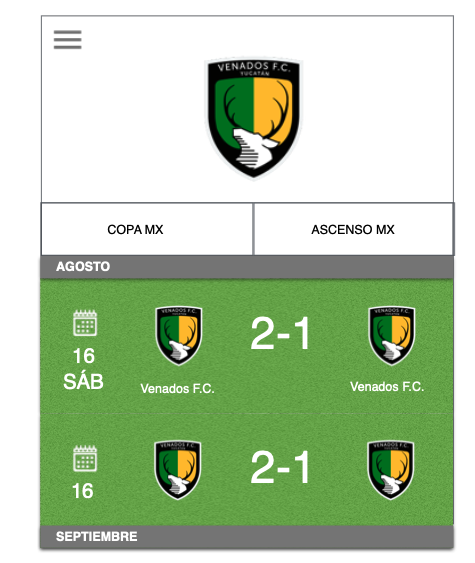 VENADOS F.C.
YUCATÁN
COPA MX
ASCENSO MX
AGOSTO
VENADOS F.C.
VENADOS F.C.
2-1
16
SÁB
Venados F.C.
Venados F.C.
VENADOS F.C.
VENADOS F.C.
2-1
16
SEPTIEMBRE